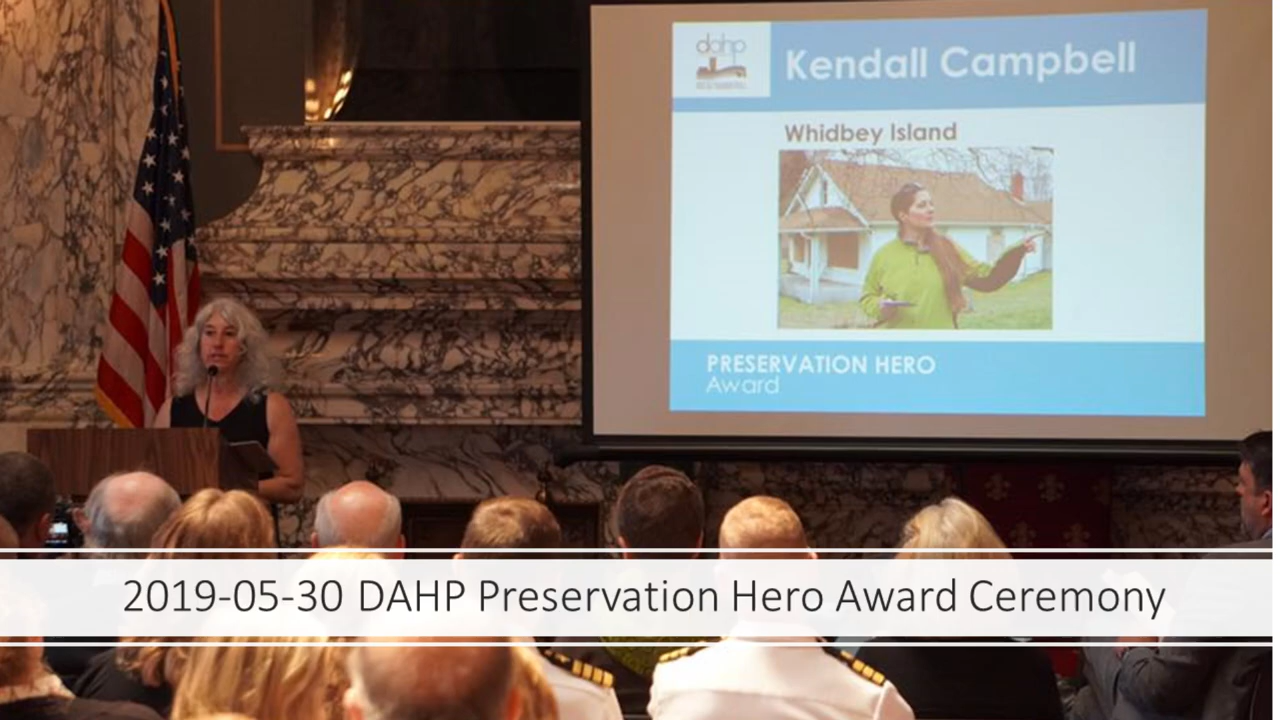 dahp
Kendall Campbell
Whidbey Island
PRESERVATION HERO
Award
2019-05-30 DAHP Preservation Hero Award Ceremony